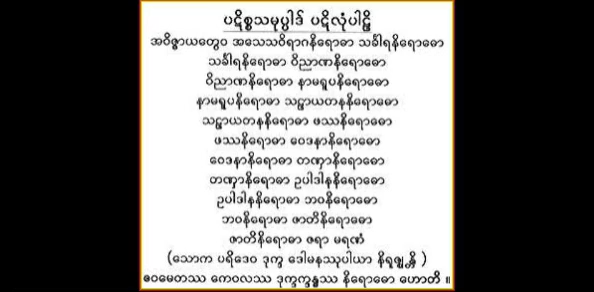 ပဋိစ္စသမုပ္ပါဒ် ပဋိလုံပါဠိ
အဝိဇ္ဇာယတွေဝ အသေသဝိရာဂနိရောဓာ သင်္ခါရနိရောဓော
သင်္ခါရနိရောဓာ ဝိညာဏနိရောဓော
ဝိညာဏနိရောဓာ နာမရူပနိရောဓော
နာမရူပနိရောဓာ သဠာယတနနိရောဓော
သဠာယတနနိရောဓာ ဖဿနိရောဓော
ဖဿနိရောဓာ ဝေဒနာနိရောဓော
ဝေဒနာနိရောဓာ တဏှာနိရောဓော
တဏှာနိရောဓာ ဥပါဒါနနိရောဓော
ဥပါဒါနနိရောဓာ ဘဝနိရောဓော
ဘဝနိရောဓာ ဇာတိနိရောဓော
ဇာတိနိရောဓာ ဇရာ မရဏံ
(သောက ပရိဒေဝ ဒုက္ခ ဒေါမနဿုပါယာ နိရုဇ္ဈန္တိ )
ဧဝမေတဿ ကေဝလဿ ဒုက္ခက္ခန္ဓဿ နိရောဓော ဟောတိ ။